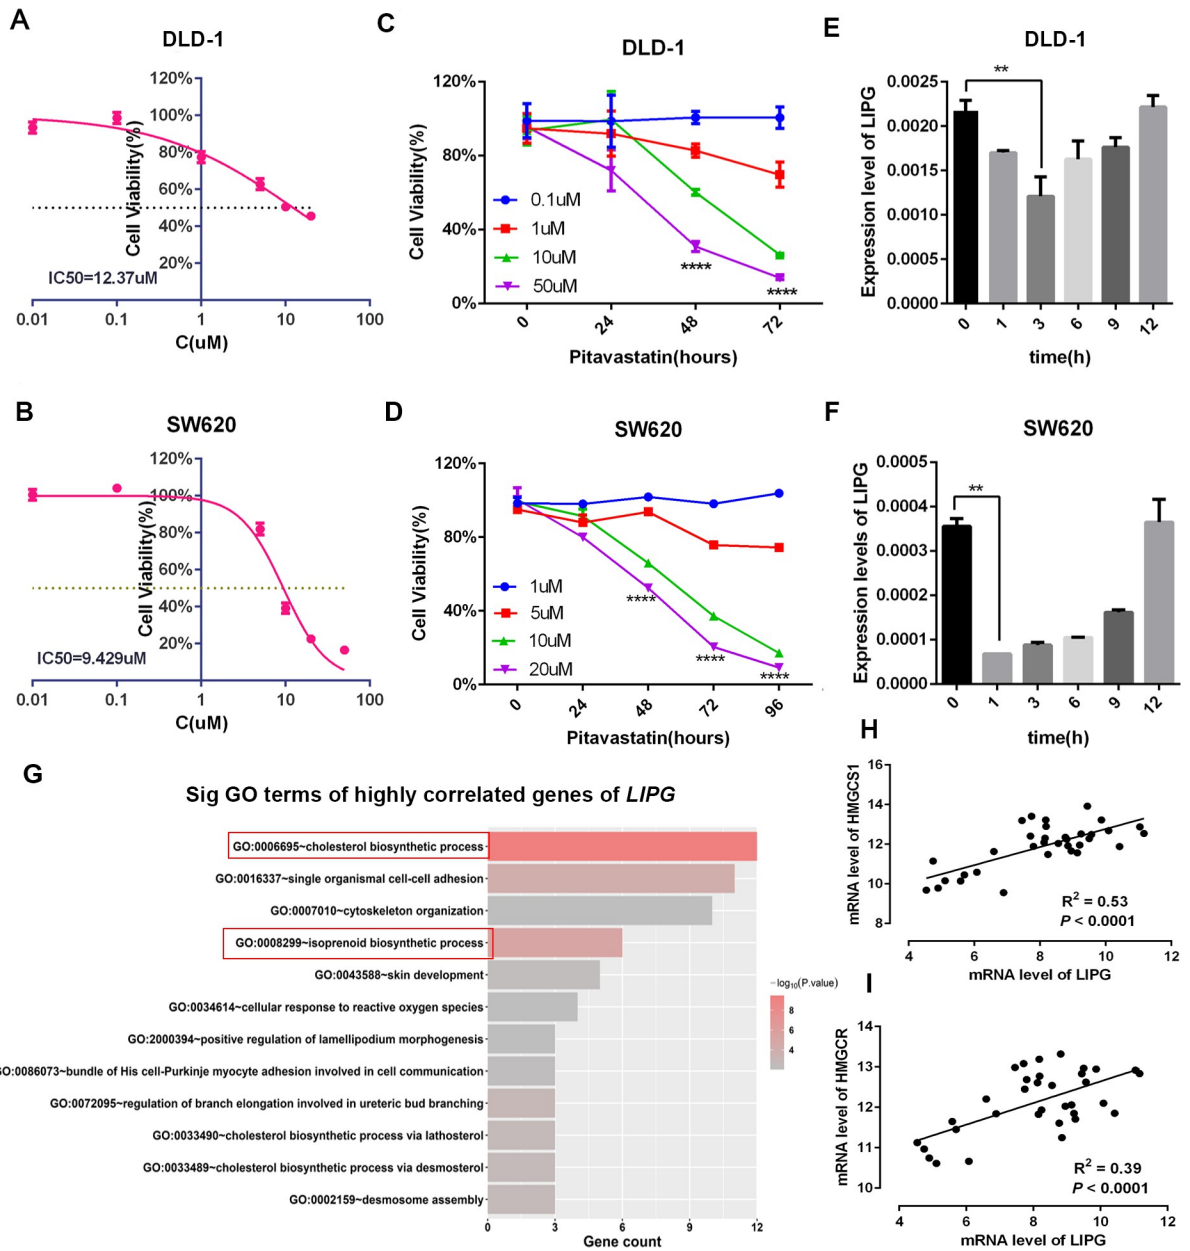 A
DLD-1
Cell Viability(%)
120%
100%
80%
60%
40%
20%
IC50=12.37uM
0.01
0.1
1
10
100
C(uM)
B
SW620
Cell Viability(%)
120%
100%
80%
60%
40%
20%
IC50=9.429uM
0.01
0.1
1
10
100
C(uM)
C
DLD-1
Cell Viability(%)
120%
80%
40%
0%
0.1uM
1uM
10uM
50uM
****
****
0
24
48
72
Pitavastatin(hours)
D
SW620
Cell Viability(%)
120%
80%
40%
0%
1uM
5uM
10uM
20uM
****
****
****
0
24
48
72
96
Pitavastatin(hours)
E
DLD-1
Expression level of LIPG
0.0025
0.0020
0.0015
0.0010
0.0005
0.0000
**
0
1
3
6
9
12
time(h)
F
SW620
Expression levels of LIPG
0.0005
0.0004
0.0003
0.0002
0.0001
0.0000
**
0
1
3
6
9
12
time(h)
G
Sig GO terms of highly correlated genes of LIPG
GO:0006695~cholesterol biosynthetic process
GO:0016337~single organismal cell-cell adhesion
GO:0007010~cytoskeleton organization
GO:0008299~isoprenoid biosynthetic process
GO:0043588~skin development
GO:0034614~cellular response to reactive oxygen species
GO:2000394~positive regulation of lamellipodium morphogenesis
GO:0086073~bundle of His cell-Purkinje myocyte adhesion involved in cell communication
GO:0072095~regulation of branch elongation involved in ureteric bud branching
GO:0033490~cholesterol biosynthetic process via lathosterol
GO:0033489~cholesterol biosynthetic process via desmosterol
GO:0002159~desmosome assembly
0
3
6
9
12
Gene count
−log10(P.value)
8
6
4
H
mRNA level of HMGCS1
16
14
12
10
8
R² = 0.53
P < 0.0001
4
6
8
10
12
mRNA level of LIPG
I
mRNA level of HMGCR
14
13
12
11
10
R² = 0.39
P < 0.0001
4
6
8
10
12
mRNA level of LIPG